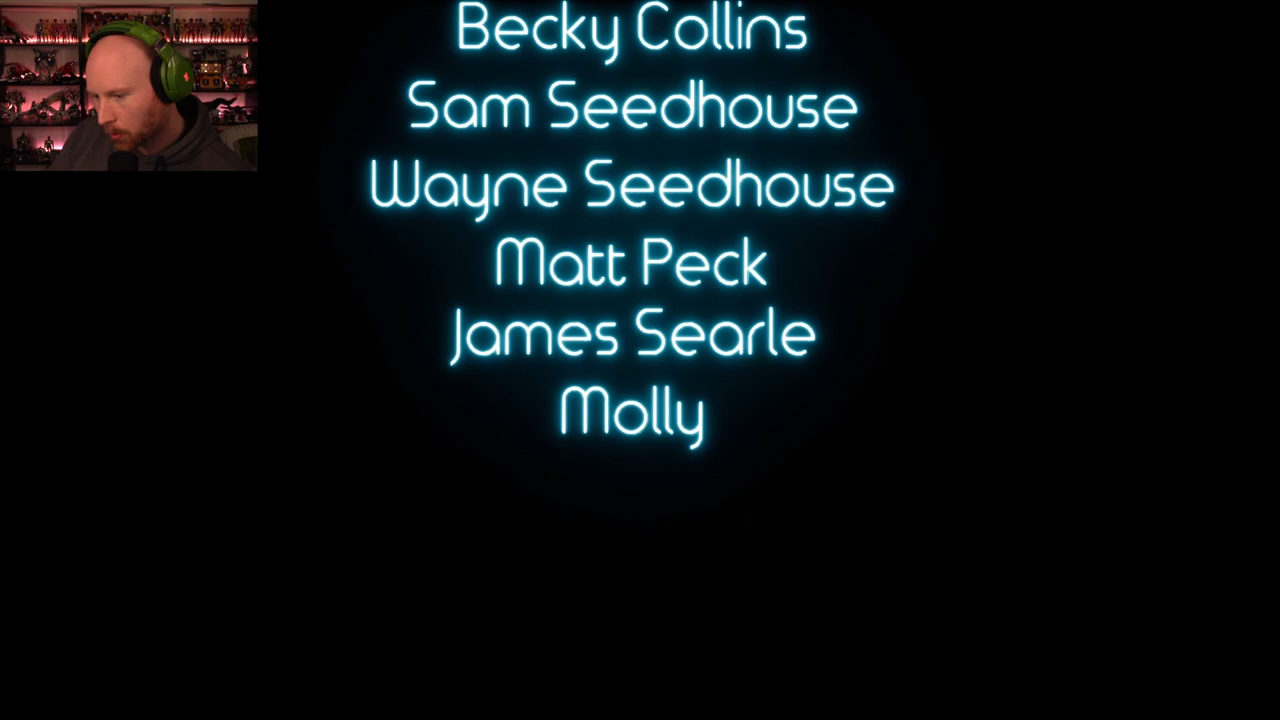 Becky Collins
Sam Seedhouse
Wayne Seedhouse
Matt Peck
James Searle
Molly